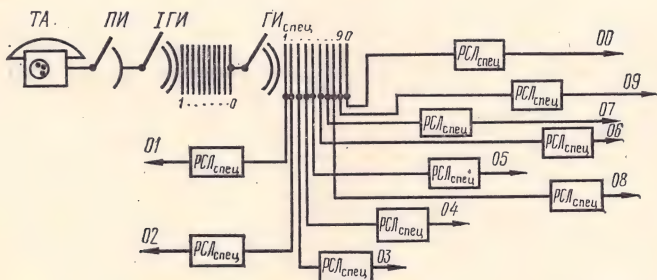 ТА ПИ IГИ ГИспец
1.....90
1.....0
РСЛспец 00
РСЛспец 09
РСЛспец 07
РСЛспец 06
01 РСЛспец
РСЛспец 05
РСЛспец 08
РСЛспец 04
02 РСЛспец
РСЛспец 03